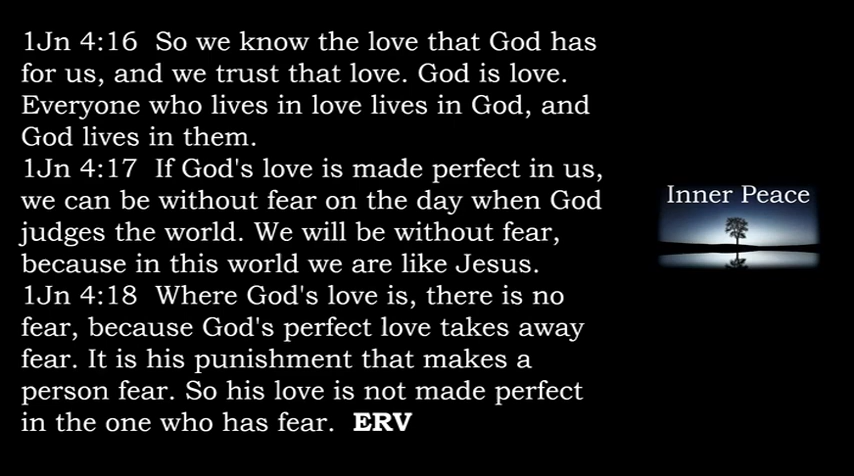 1Jn 4:16  So we know the love that God has
for us, and we trust that love. God is love.
Everyone who lives in love lives in God, and
God lives in them.
1Jn 4:17  If God's love is made perfect in us,
we can be without fear on the day when God
judges the world. We will be without fear,
because in this world we are like Jesus.
1Jn 4:18  Where God's love is, there is no
fear, because God's perfect love takes away
fear. It is his punishment that makes a
person fear. So his love is not made perfect
in the one who has fear.  ERV
Inner Peace